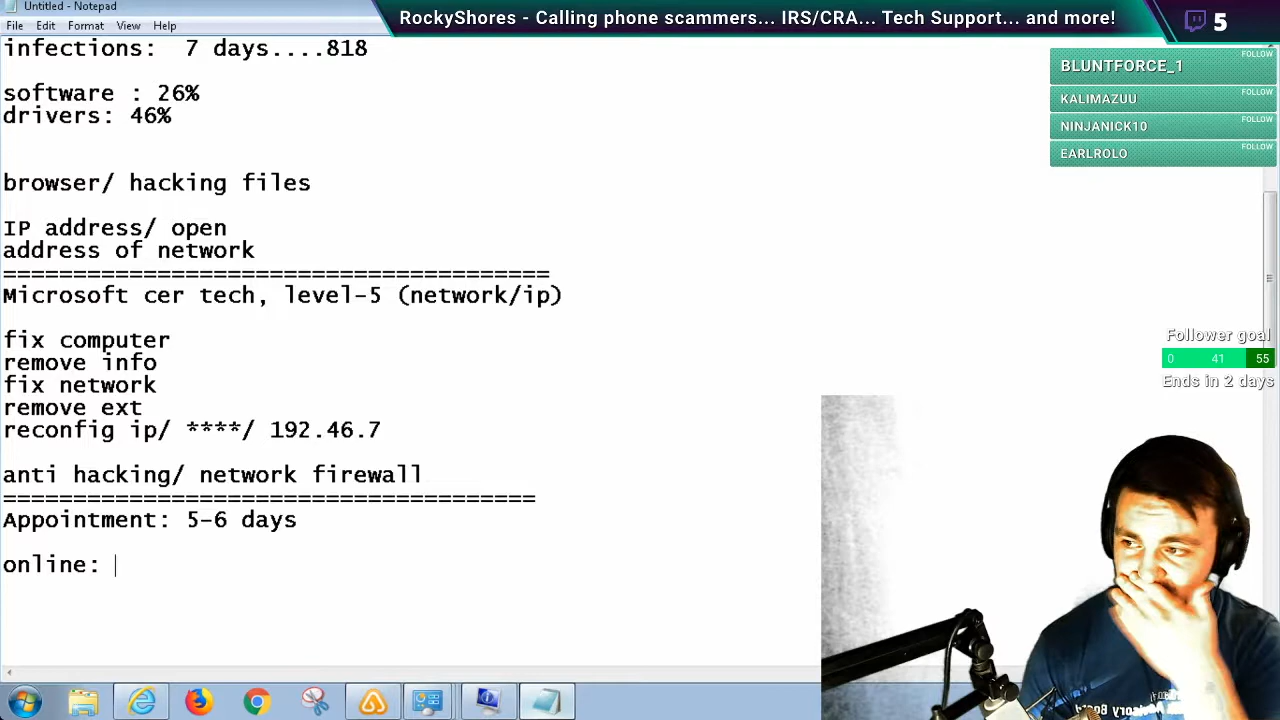 Untitled - Notepad
RockyShores - Calling phone scammers... IRS/CRA... Tech Support... and more!
5
File Edit Format View Help
infections: 7 days....818
software : 26%
drivers: 46%
browser/ hacking files
IP address/ open
address of network
=======================================
Microsoft cer tech, level-5 (network/ip)
fix computer
remove info
fix network
remove ext
reconfig ip/ ****/ 192.46.7
anti hacking/ network firewall
======================================
Appointment: 5-6 days
online:
BLUNTFORCE_1 FOLLOW
KALIMAZUU FOLLOW
NINJANICK10 FOLLOW
EARLROLO FOLLOW
Follower goal
0 41 55
Ends in 2 days